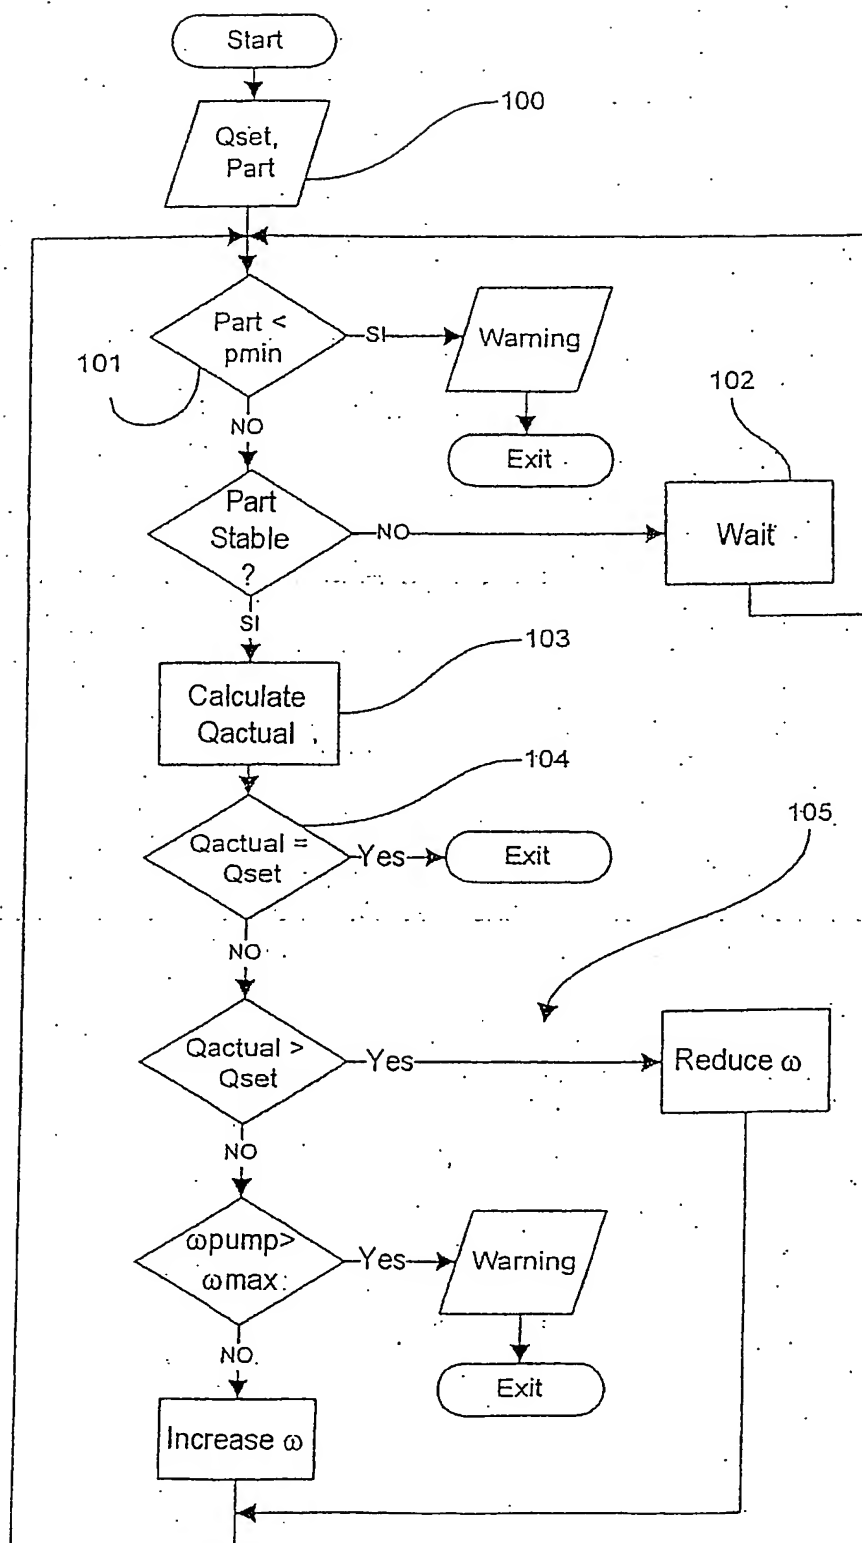 Start
100
Qset,
Part
Part <
pmin
SI
Warning
101
102
NO
Exit
Part
Stable
?
NO
Wait
SI
103
Calculate
Qactual
104
105
Qactual =
Qset
Yes
Exit
NO
Qactual >
Qset
Yes
Reduce ω
NO
ωpump>
ωmax
Yes
Warning
NO
Exit
Increase ω